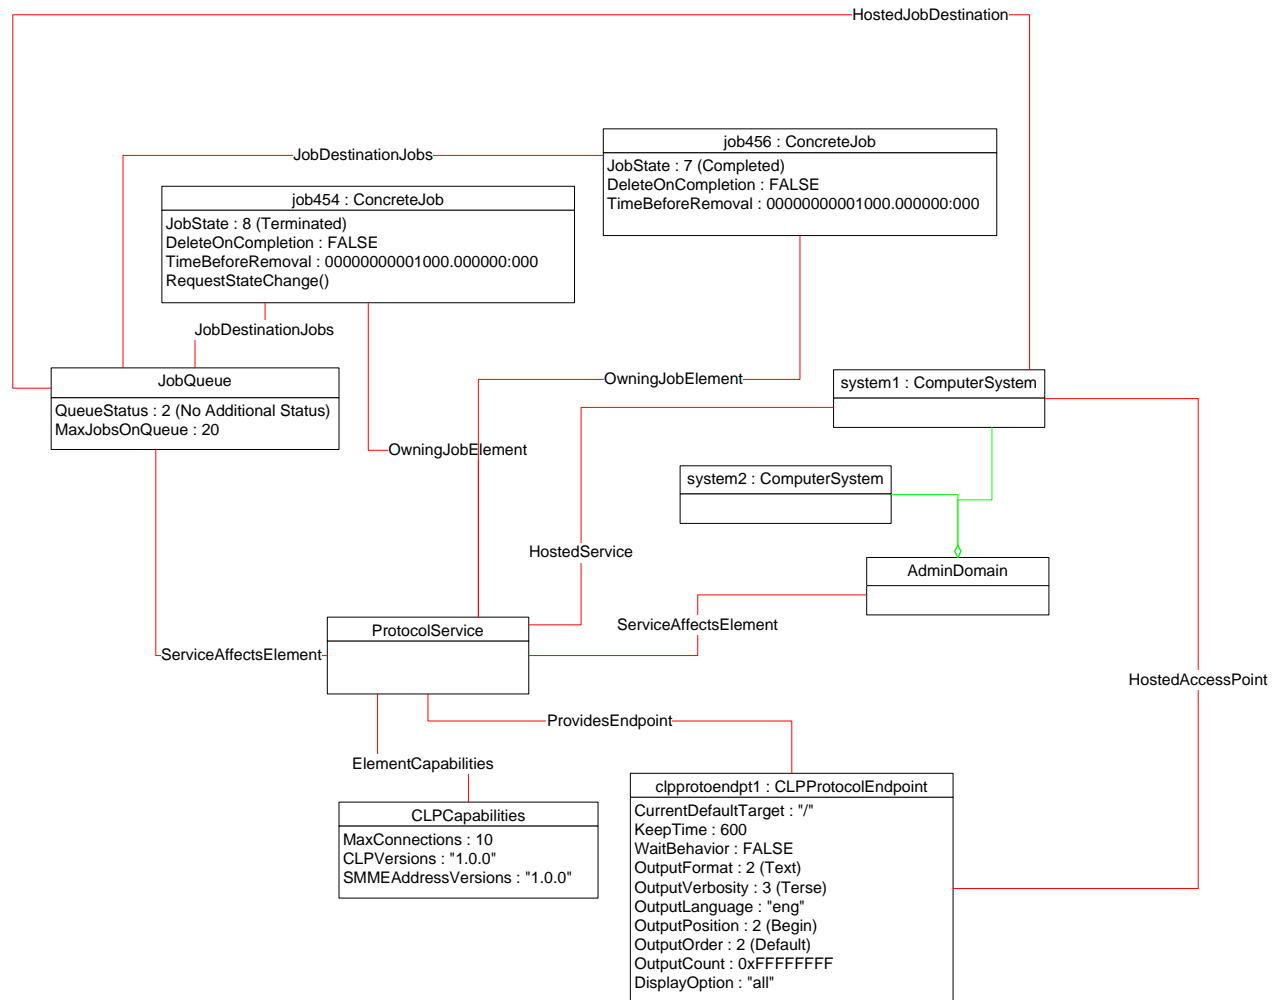 HostedJobDestination
job456 : ConcreteJob
JobState : 7 (Completed)
DeleteOnCompletion : FALSE
TimeBeforeRemoval : 00000000001000.000000:000
JobDestinationJobs
job454 : ConcreteJob
JobState : 8 (Terminated)
DeleteOnCompletion : FALSE
TimeBeforeRemoval : 00000000001000.000000:000
RequestStateChange()
JobDestinationJobs
JobQueue
QueueStatus : 2 (No Additional Status)
MaxJobsOnQueue : 20
OwningJobElement
system1 : ComputerSystem
OwningJobElement
system2 : ComputerSystem
HostedService
AdminDomain
ServiceAffectsElement
ProtocolService
ServiceAffectsElement
HostedAccessPoint
ProvidesEndpoint
ElementCapabilities
CLPCapabilities
MaxConnections : 10
CLPVersions : "1.0.0"
SMMEAddressVersions : "1.0.0"
clpprotoendpt1 : CLPProtocolEndpoint
CurrentDefaultTarget : "/"
KeepTime : 600
WaitBehavior : FALSE
OutputFormat : 2 (Text)
OutputVerbosity : 3 (Terse)
OutputLanguage : "eng"
OutputPosition : 2 (Begin)
OutputOrder : 2 (Default)
OutputCount : 0xFFFFFFFF
DisplayOption : "all"